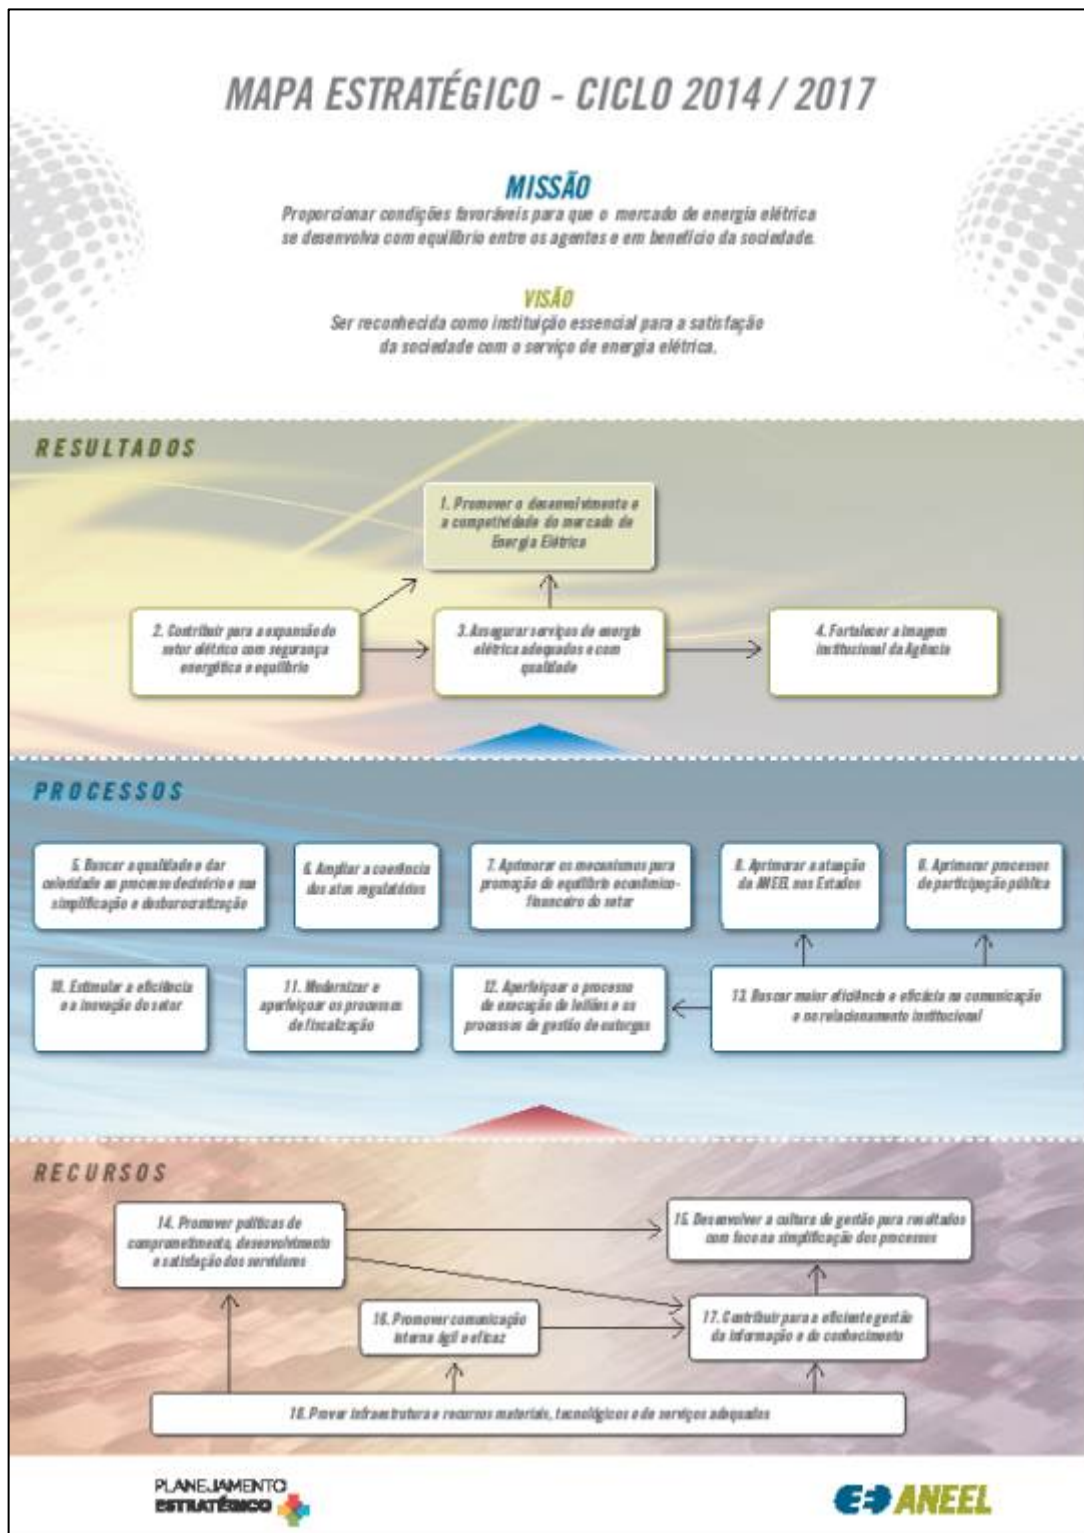 MAPA ESTRATÉGICO - CICLO 2014 / 2017
MISSÃO
Proporcionar condições favoráveis para que o mercado de energia elétrica
se desenvolva com equilíbrio entre os agentes e em benefício da sociedade.
VISÃO
Ser reconhecida como instituição essencial para a satisfação
da sociedade com o serviço de energia elétrica.
RESULTADOS
1. Promover o desenvolvimento e
a competividade do mercado de
Energia Elétrica
2. Contribuir para a expansão do
setor elétrico com segurança
energética e equilíbrio
3. Assegurar serviços de energia
elétrica adequados e com
qualidade
4. Fortalecer a imagem
institucional da Agência
PROCESSOS
5. Buscar a qualidade e dar
celeridade ao processo decisório e sua
simplificação e desburocratização
6. Ampliar a coerência
dos atos regulatórios
7. Aprimorar os mecanismos para
promoção do equilíbrio econômico-
financeiro do setor
8. Aprimorar a atuação
da ANEEL nos Estados
9. Aprimorar processos
de participação pública
10. Estimular a eficiência
e a inovação do setor
11. Modernizar e
aperfeiçoar os processos
de fiscalização
12. Aperfeiçoar o processo
de execução de leilões e os
processos de gestão de outorgas
13. Buscar maior eficiência e eficácia na comunicação
e no relacionamento institucional
RECURSOS
14. Promover políticas de
comprometimento, desenvolvimento
e satisfação dos servidores
15. Desenvolver a cultura de gestão para resultados
com foco na simplificação dos processos
16. Promover comunicação
interna ágil e eficaz
17. Contribuir para a eficiente gestão
da informação e do conhecimento
18. Prover infraestrutura e recursos materiais, tecnológicos e de serviços adequados
PLANEJAMENTO
ESTRATÉGICO
ANEEL